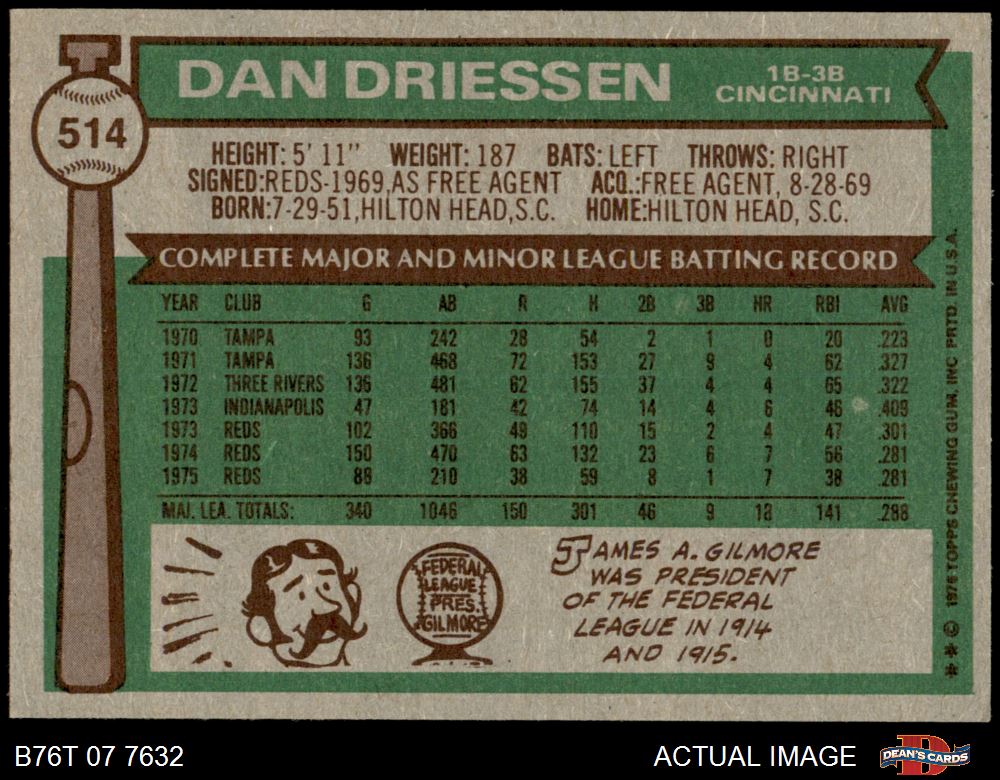 DAN DRIESSEN
1B-3B
CINCINNATI
514
HEIGHT: 5' 11" WEIGHT: 187 BATS: LEFT THROWS: RIGHT
SIGNED:REDS-1969,AS FREE AGENT ACQ.:FREE AGENT, 8-28-69
BORN:7-29-51,HILTON HEAD,S.C. HOME:HILTON HEAD, S.C.
COMPLETE MAJOR AND MINOR LEAGUE BATTING RECORD
YEAR CLUB G AB R H 2B 3B HR RBI AVG
1970 TAMPA 93 242 28 54 2 1 0 20 .223
1971 TAMPA 136 468 72 153 27 9 4 62 .327
1972 THREE RIVERS 136 481 62 155 37 4 4 65 .322
1973 INDIANAPOLIS 47 181 42 74 14 4 6 46 .409
1973 REDS 102 366 49 110 15 2 4 47 .301
1974 REDS 150 470 63 132 23 6 7 56 .281
1975 REDS 88 210 38 59 8 1 7 38 .281
MAJ. LEA. TOTALS: 340 1046 150 301 46 9 18 141 .288
FEDERAL
LEAGUE
PRES.
GILMORE
JAMES A. GILMORE
WAS PRESIDENT
OF THE FEDERAL
LEAGUE IN 1914
AND 1915.
** © 1976 TOPPS CHEWING GUM, INC PRTD. IN U.S.A.
B76T 07 7632
ACTUAL IMAGE
D
DEAN'S CARDS